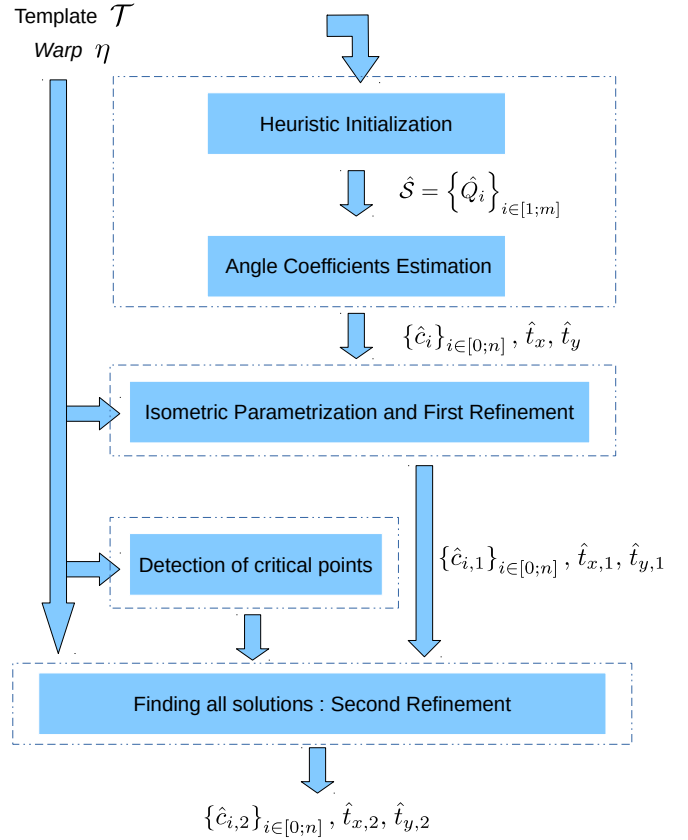 Template 𝒯
Warp η
Heuristic Initialization
Ŝ = {Q̂_i}_{i∈[1;m]}
Angle Coefficients Estimation
{ĉ_i}_{i∈[0;n]} , t̂_x, t̂_y
Isometric Parametrization and First Refinement
{ĉ_{i,1}}_{i∈[0;n]} , t̂_{x,1}, t̂_{y,1}
Detection of critical points
Finding all solutions : Second Refinement
{ĉ_{i,2}}_{i∈[0;n]} , t̂_{x,2}, t̂_{y,2}